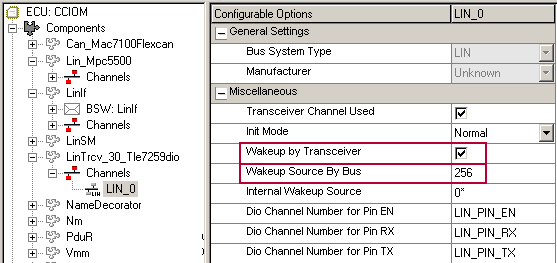 ECU: CCIOM
Components
Can_Mac7100Flexcan
Lin_Mpc5500
Channels
LinIf
BSW: LinIf
Channels
LinSM
LinTrcv_30_Tle7259dio
Channels
LIN_0
NameDecorator
Nm
PduR
Vmm
Configurable Options LIN_0
General Settings
Bus System Type LIN
Manufacturer Unknown
Miscellaneous
Transceiver Channel Used
Init Mode Normal
Wakeup by Transceiver
Wakeup Source By Bus 256
Internal Wakeup Source 0*
Dio Channel Number for Pin EN LIN_PIN_EN
Dio Channel Number for Pin RX LIN_PIN_RX
Dio Channel Number for Pin TX LIN_PIN_TX